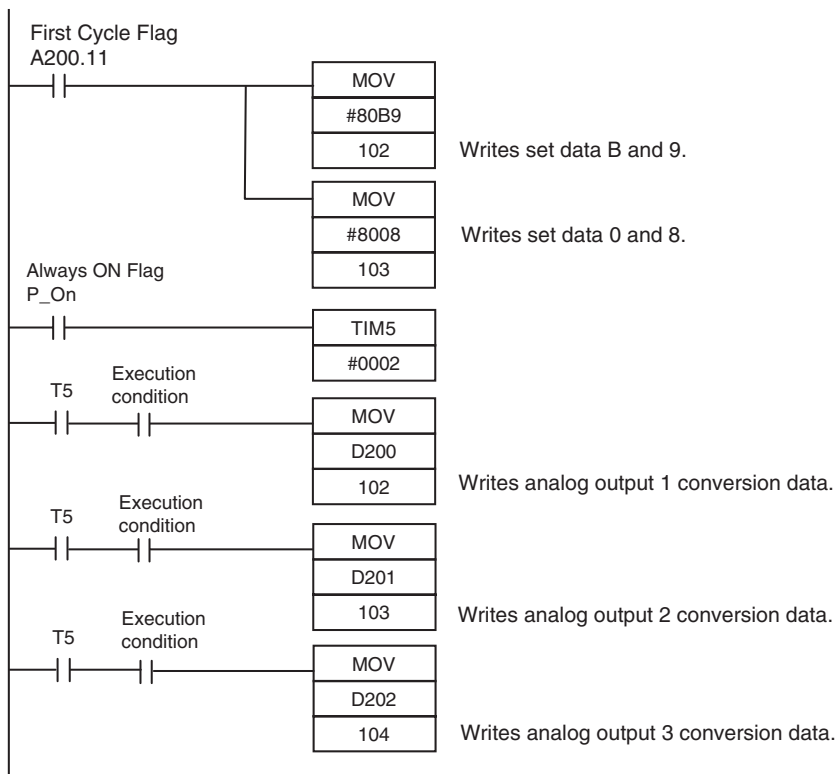 First Cycle Flag
A200.11
MOV
#80B9
102
Writes set data B and 9.
MOV
#8008
103
Writes set data 0 and 8.
Always ON Flag
P_On
TIM5
#0002
T5
Execution
condition
MOV
D200
102
Writes analog output 1 conversion data.
T5
Execution
condition
MOV
D201
103
Writes analog output 2 conversion data.
T5
Execution
condition
MOV
D202
104
Writes analog output 3 conversion data.